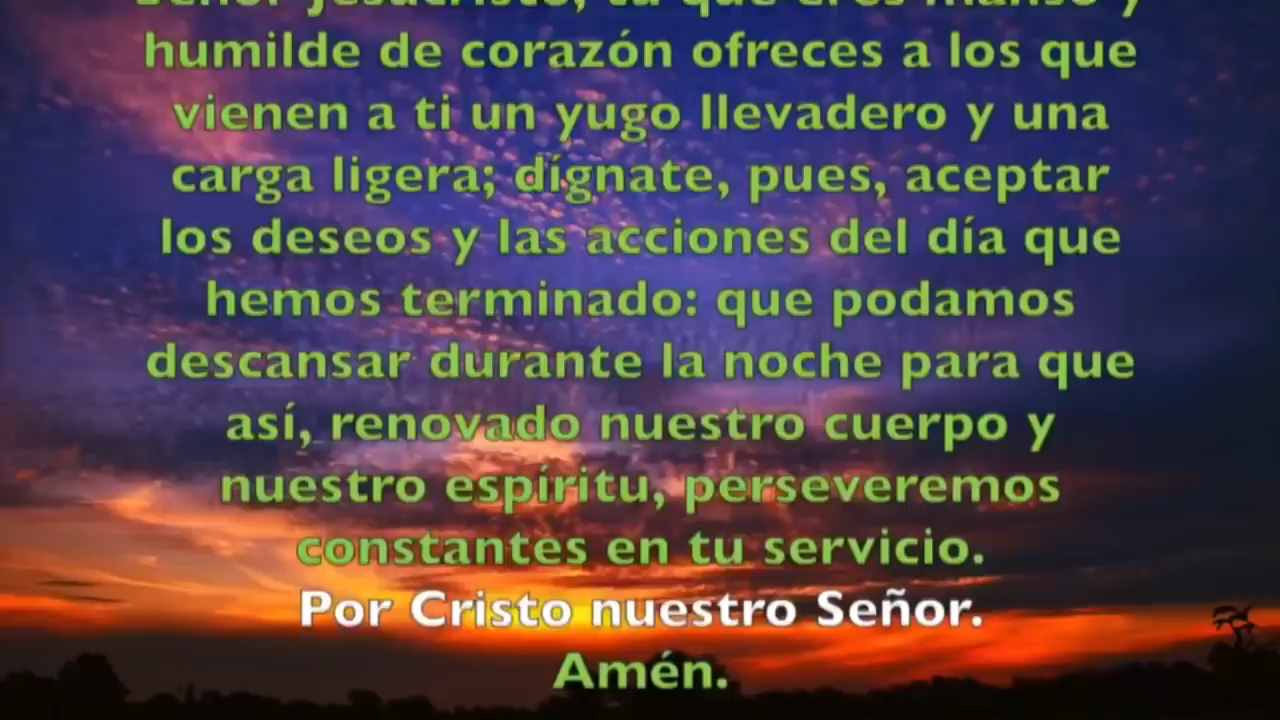 Señor Jesucristo, tú que eres manso y
humilde de corazón ofreces a los que
vienen a ti un yugo llevadero y una
carga ligera; dígnate, pues, aceptar
los deseos y las acciones del día que
hemos terminado: que podamos
descansar durante la noche para que
así, renovado nuestro cuerpo y
nuestro espíritu, perseveremos
constantes en tu servicio.
Por Cristo nuestro Señor.
Amén.